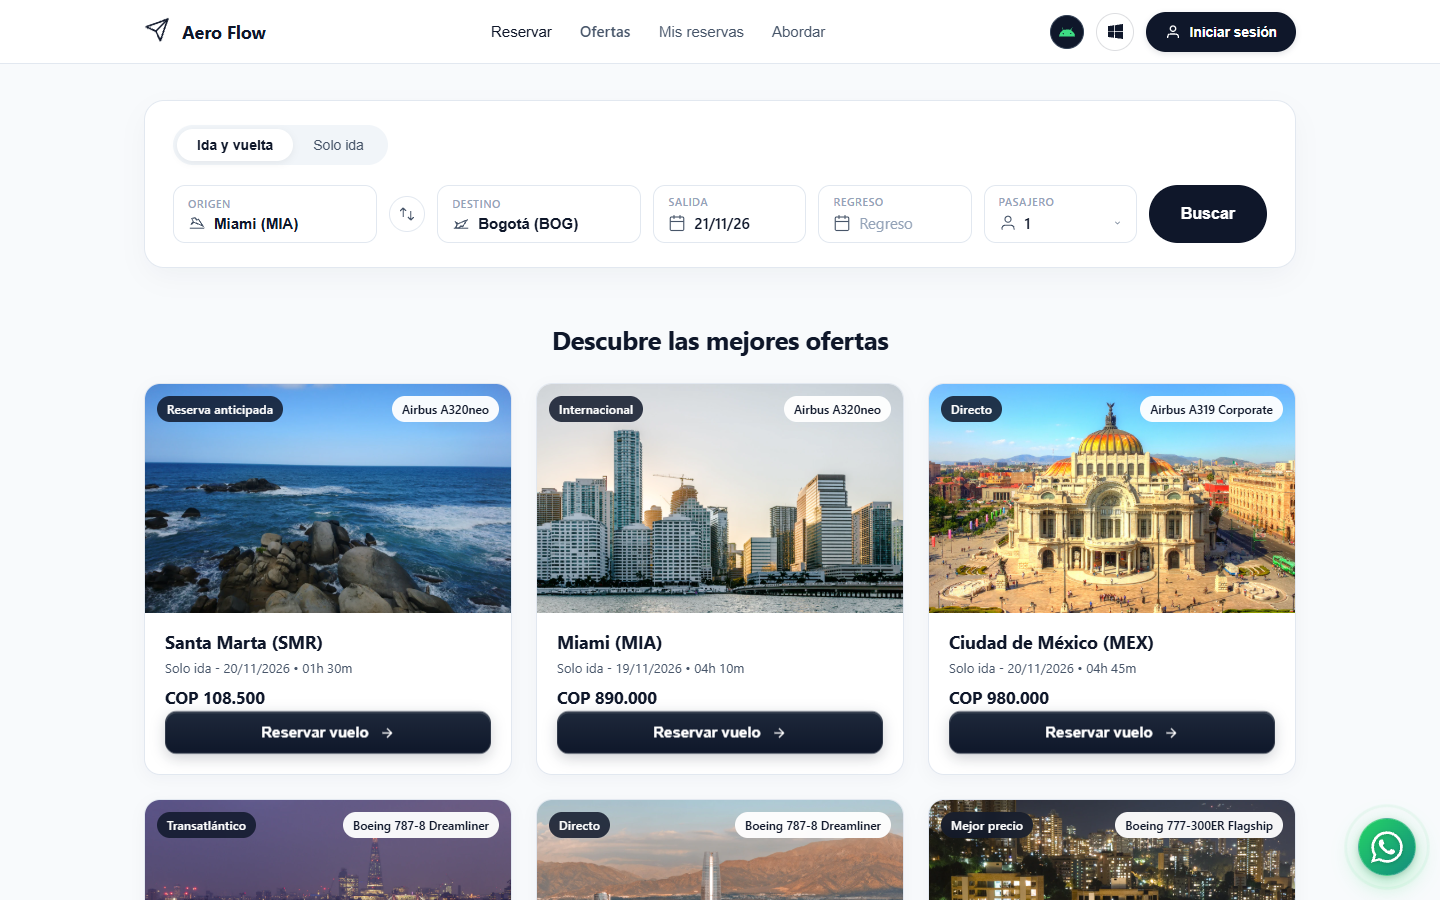 Aero Flow
Reservar
Ofertas
Mis reservas
Abordar
Iniciar sesión
Ida y vuelta
Solo ida
ORIGEN
Miami (MIA)
DESTINO
Bogotá (BOG)
SALIDA
21/11/26
REGRESO
Regreso
PASAJERO
1
Buscar
Descubre las mejores ofertas
Reserva anticipada
Airbus A320neo
Santa Marta (SMR)
Solo ida - 20/11/2026 • 01h 30m
COP 108.500
Reservar vuelo →
Internacional
Airbus A320neo
Miami (MIA)
Solo ida - 19/11/2026 • 04h 10m
COP 890.000
Reservar vuelo →
Directo
Airbus A319 Corporate
Ciudad de México (MEX)
Solo ida - 20/11/2026 • 04h 45m
COP 980.000
Reservar vuelo →
Transatlántico
Boeing 787-8 Dreamliner
Directo
Boeing 787-8 Dreamliner
Mejor precio
Boeing 777-300ER Flagship